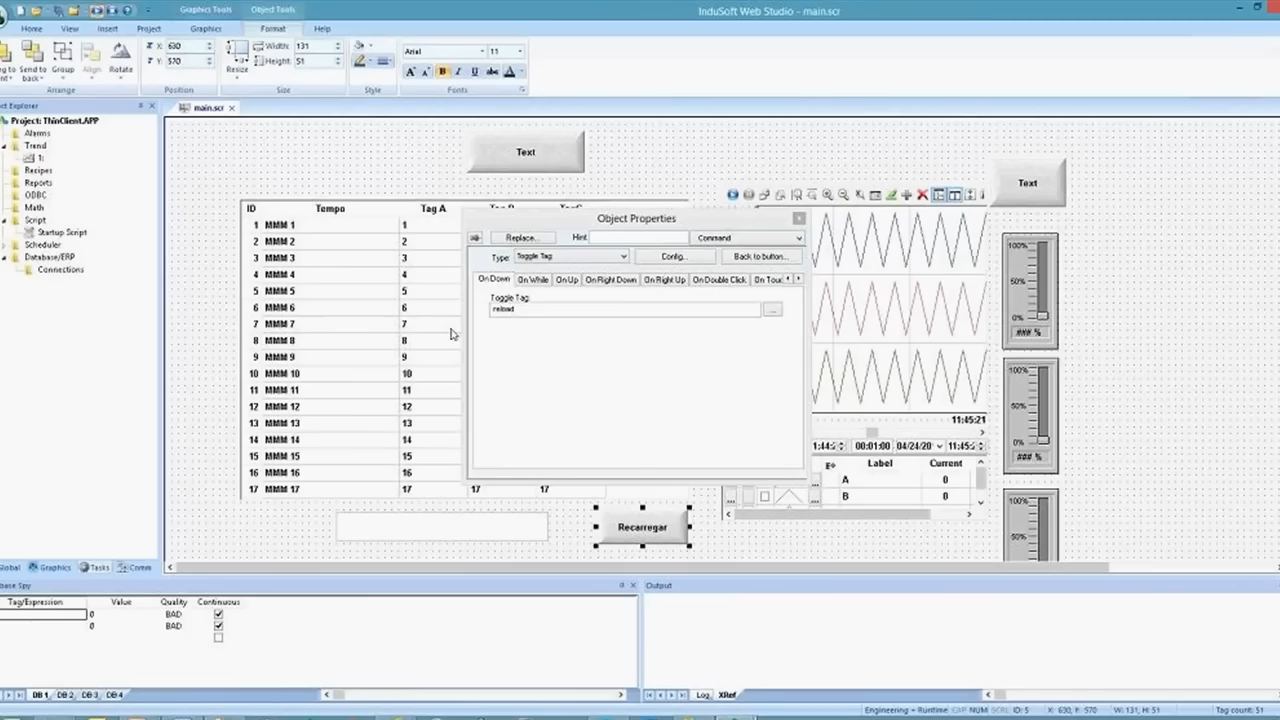 Graphics Tools
Object Tools
InduSoft Web Studio - main.scr
Home View Insert Project Graphics Format Help
X: 630 Width: 131 Arial 11
Y: 570 Height: 51
Send to back Group Align Rotate Resize
Arrange Position Size Style Fonts
main.scr
Project: ThinClient.APP
Alarms
Trend
1:
Recipes
Reports
ODBC
Math
Script
Startup Script
Scheduler
Database/ERP
Connections
Text
Text
ID Tempo Tag A
1 MMM 1 1
2 MMM 2 2
3 MMM 3 3
4 MMM 4 4
5 MMM 5 5
6 MMM 6 6
7 MMM 7 7
8 MMM 8 8
9 MMM 9 9
10 MMM 10 10
11 MMM 11 11
12 MMM 12 12
13 MMM 13 13
14 MMM 14 14
15 MMM 15 15
16 MMM 16 16
17 MMM 17 17 17 17
Object Properties
Replace... Hint: Command
Type: Toggle Tag Config... Back to button...
On Down On While On Up On Right Down On Right Up On Double Click On Touc
Toggle Tag:
reload
...
100%
50%
0%
### %
100%
50%
0%
### %
100%
50%
11:45:21
00:01:00 04/24/20
Label Current
A 0
B 0
Recarregar
Graphics Tasks Comm
Tag/Expression Value Quality Continuous
0 BAD
0 BAD
DB 1 DB 2 DB 3 DB 4
Output
Log XRef
Engineering + Runtime CAP NUM SCRL ID: 5 X: 630, Y: 570 W: 131, H: 51 Tag count: 51